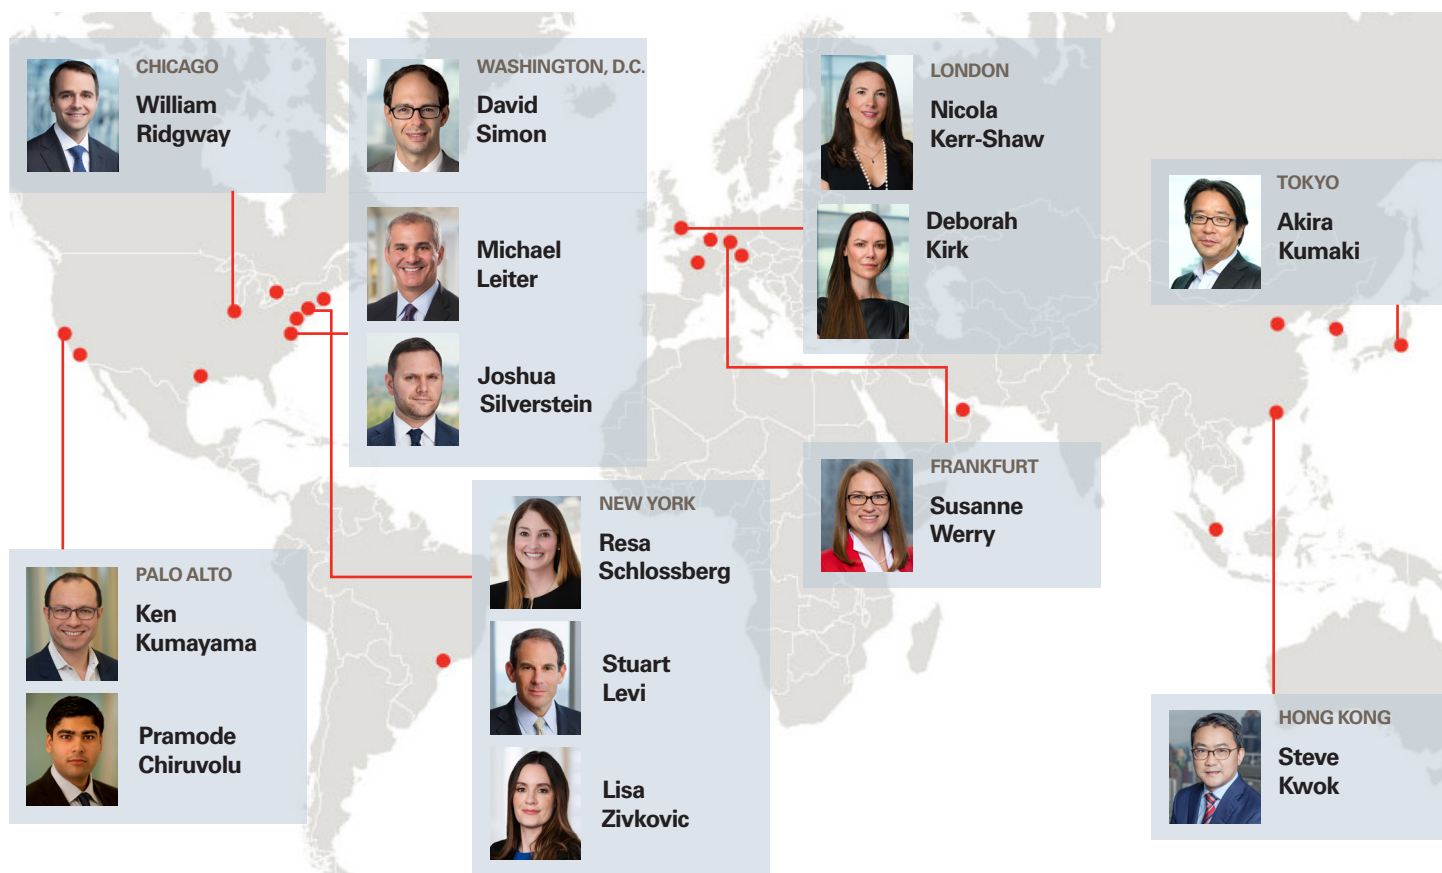 CHICAGO
William
Ridgway
WASHINGTON, D.C.
David
Simon
Michael
Leiter
Joshua
Silverstein
LONDON
Nicola
Kerr-Shaw
Deborah
Kirk
TOKYO
Akira
Kumaki
FRANKFURT
Susanne
Werry
NEW YORK
Resa
Schlossberg
Stuart
Levi
Lisa
Zivkovic
PALO ALTO
Ken
Kumayama
Pramode
Chiruvolu
HONG KONG
Steve
Kwok